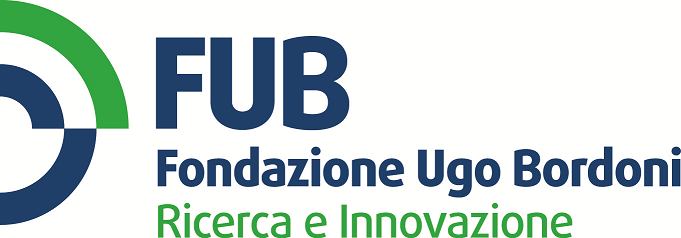 FUB
Fondazione Ugo Bordoni
Ricerca e Innovazione